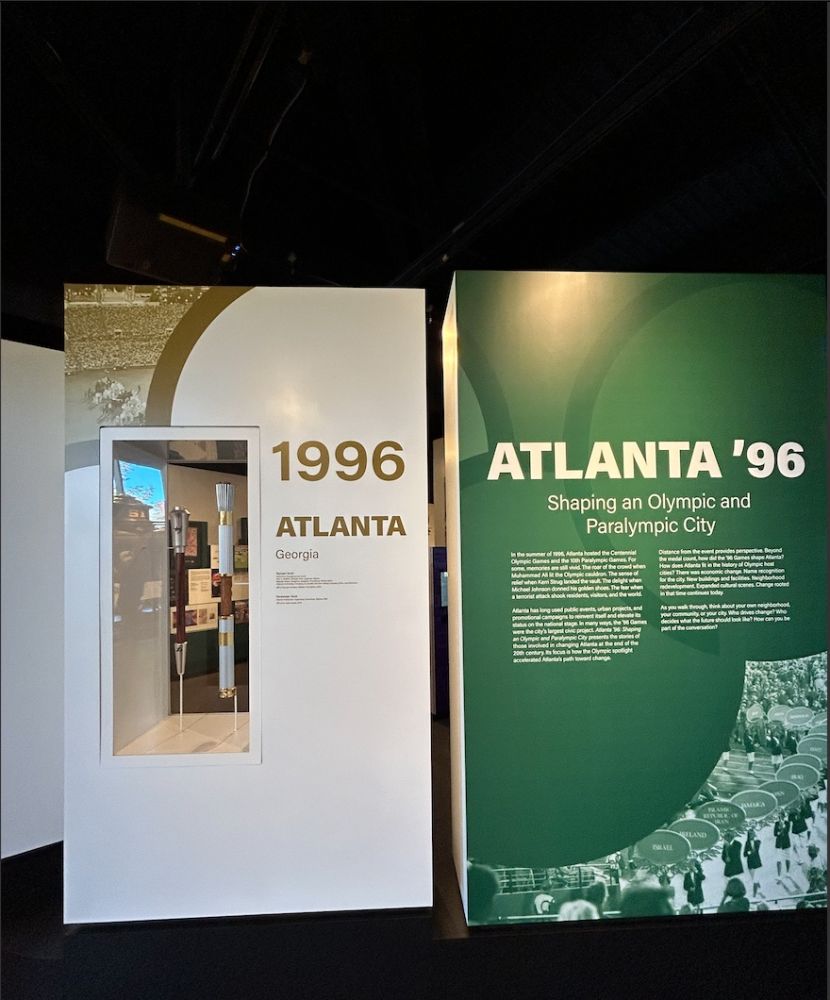 1996
ATLANTA
Georgia
ATLANTA ’96
Shaping an Olympic and
Paralympic City
In the summer of 1996, Atlanta hosted the Centennial
Olympic Games and the 10th Paralympic Games. For
some, memories are still vivid. The roar of the crowd when
Muhammad Ali lit the Olympic cauldron. The sense of
relief when Kerri Strug landed the vault. The delight when
Michael Johnson donned his golden shoes. The fear when
a terrorist attack shook residents, visitors, and the world.
Atlanta has long used public events, urban projects, and
promotional campaigns to reinvent itself and elevate its
status on the national stage. In many ways, the ’96 Games
were the city’s largest civic project. Atlanta ’96: Shaping
an Olympic and Paralympic City presents the stories of
those involved in changing Atlanta at the end of the
20th century. Its focus is how the Olympic spotlight
accelerated Atlanta’s path toward change.
Distance from the event provides perspective. Beyond
the medal count, how did the ’96 Games shape Atlanta?
How does Atlanta fit in the history of Olympic host
cities? There was economic change. Name recognition
for the city. New buildings and facilities. Neighborhood
redevelopment. Expanded cultural scenes. Change rooted
in that time continues today.
As you walk through, think about your own neighborhood,
your community, or your city. Who drives change? Who
decides what the future should look like? How can you be
part of the conversation?
IRAQ
JAMAICA
ISLAMIC
REPUBLIC OF
IRAN
IRELAND
ISRAEL